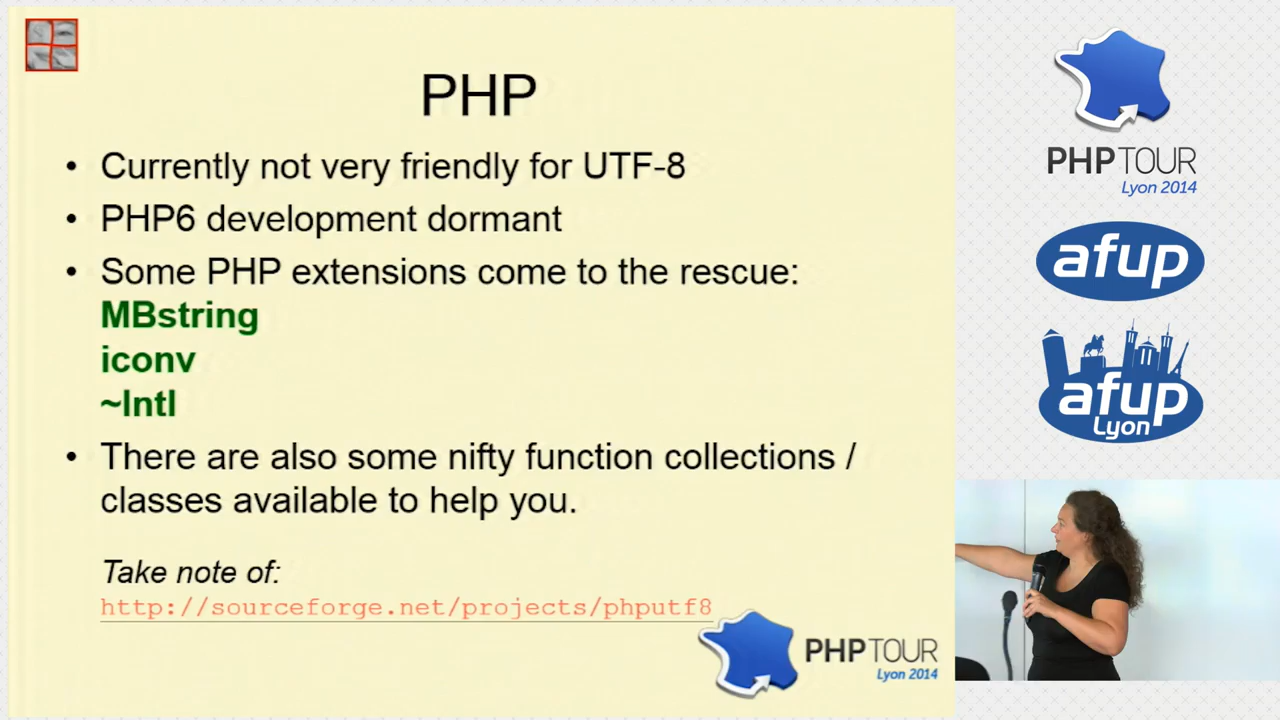 PHP
• Currently not very friendly for UTF-8
• PHP6 development dormant
• Some PHP extensions come to the rescue:
MBstring
iconv
~Intl
• There are also some nifty function collections /
classes available to help you.
Take note of:
http://sourceforge.net/projects/phputf8
PHPTOUR
Lyon 2014
PHPTOUR
Lyon 2014
afup
afup
Lyon